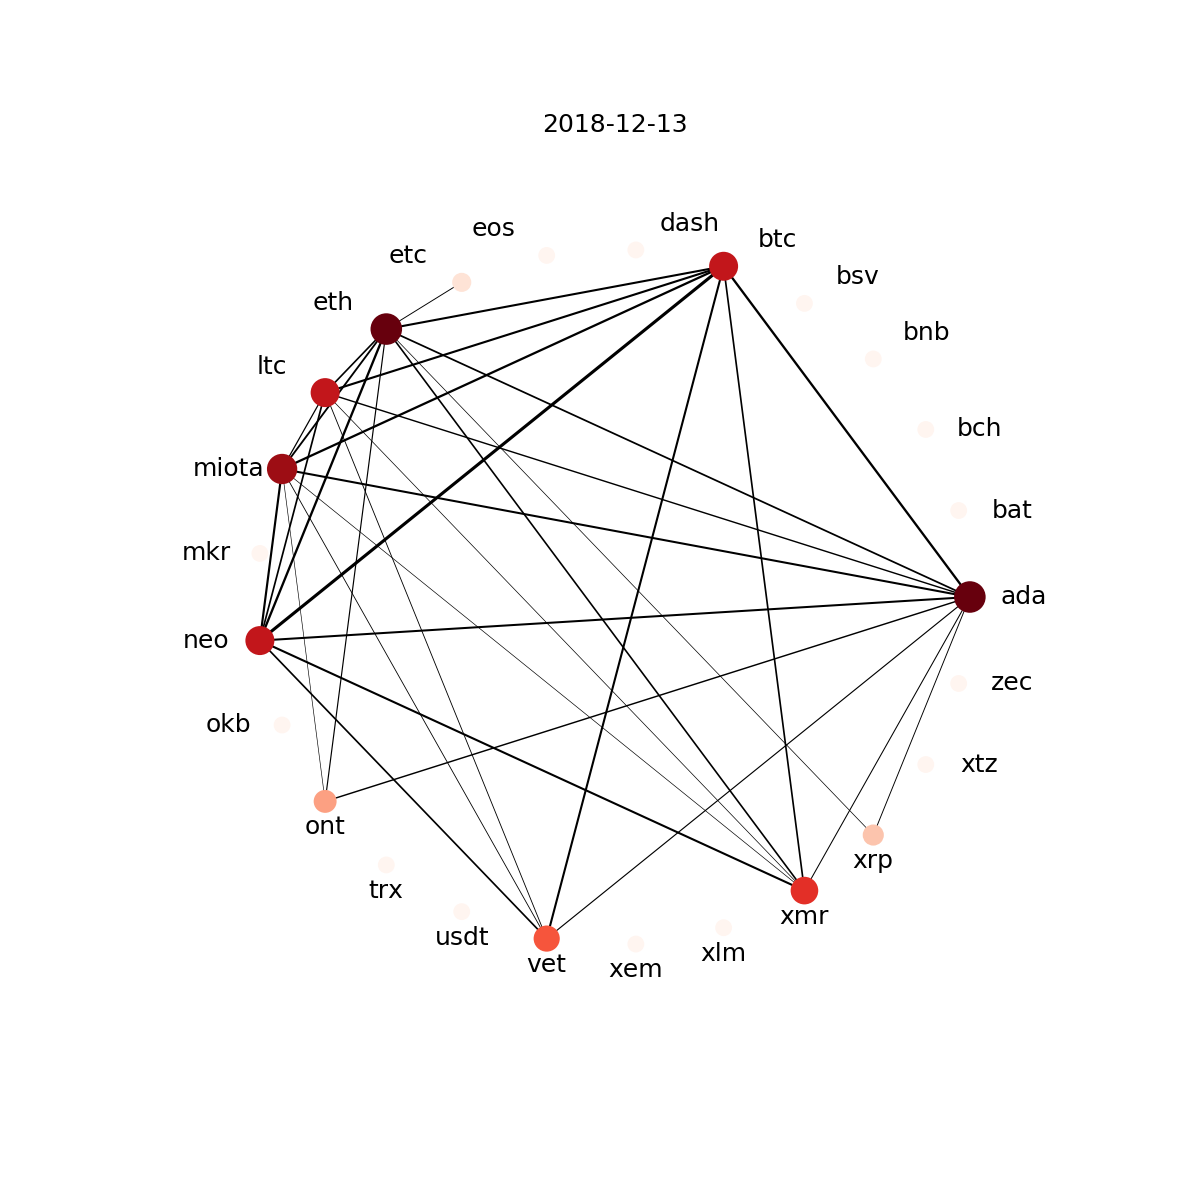 2018-12-13
dash
eos
btc
etc
bsv
eth
bnb
ltc
bch
miota
bat
mkr
ada
neo
zec
okb
xtz
ont
xrp
trx
xmr
usdt
xlm
vet
xem